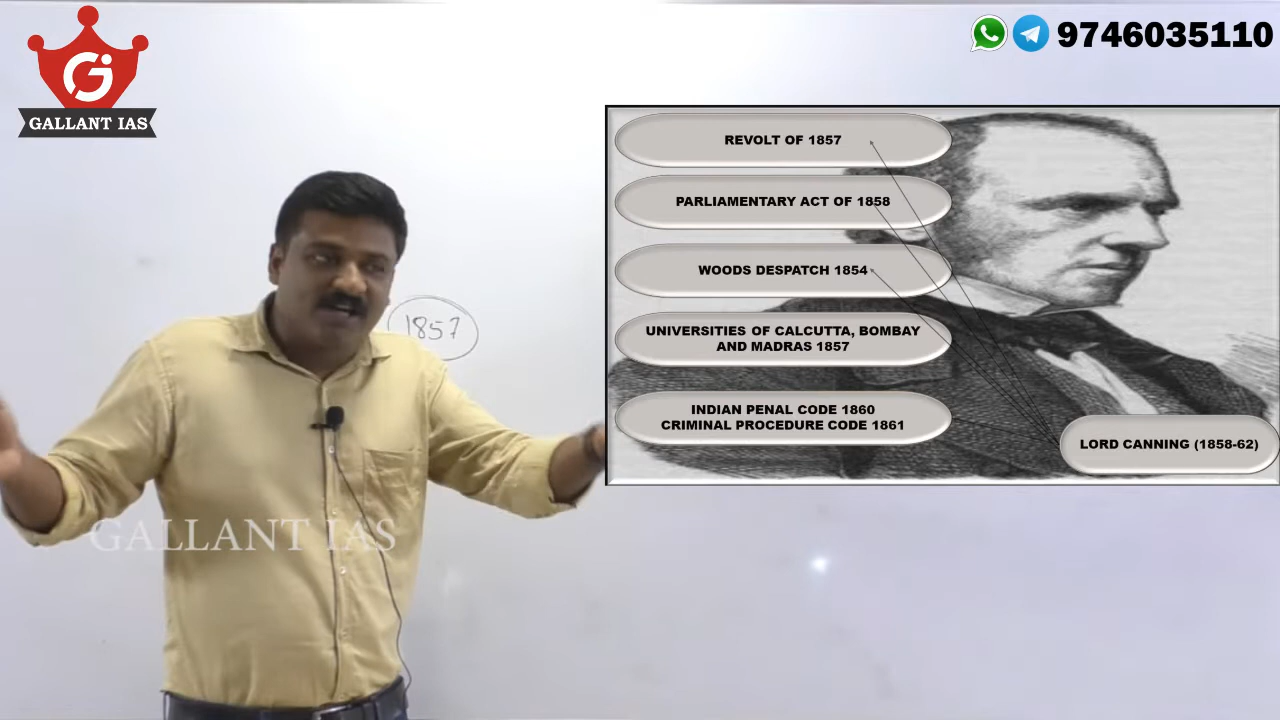 GALLANT IAS
9746035110
REVOLT OF 1857
PARLIAMENTARY ACT OF 1858
WOODS DESPATCH 1854
UNIVERSITIES OF CALCUTTA, BOMBAY
AND MADRAS 1857
INDIAN PENAL CODE 1860
CRIMINAL PROCEDURE CODE 1861
LORD CANNING (1858-62)
1857
GALLANT IAS